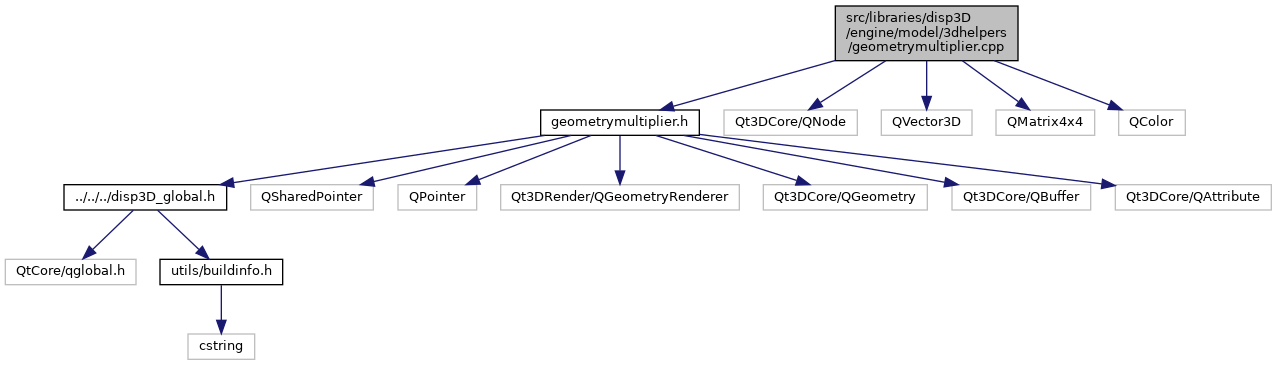 src/libraries/disp3D
/engine/model/3dhelpers
/geometrymultiplier.cpp
geometrymultiplier.h
Qt3DCore/QNode
QVector3D
QMatrix4x4
QColor
../../../disp3D_global.h
QSharedPointer
QPointer
Qt3DRender/QGeometryRenderer
Qt3DCore/QGeometry
Qt3DCore/QBuffer
Qt3DCore/QAttribute
QtCore/qglobal.h
utils/buildinfo.h
cstring